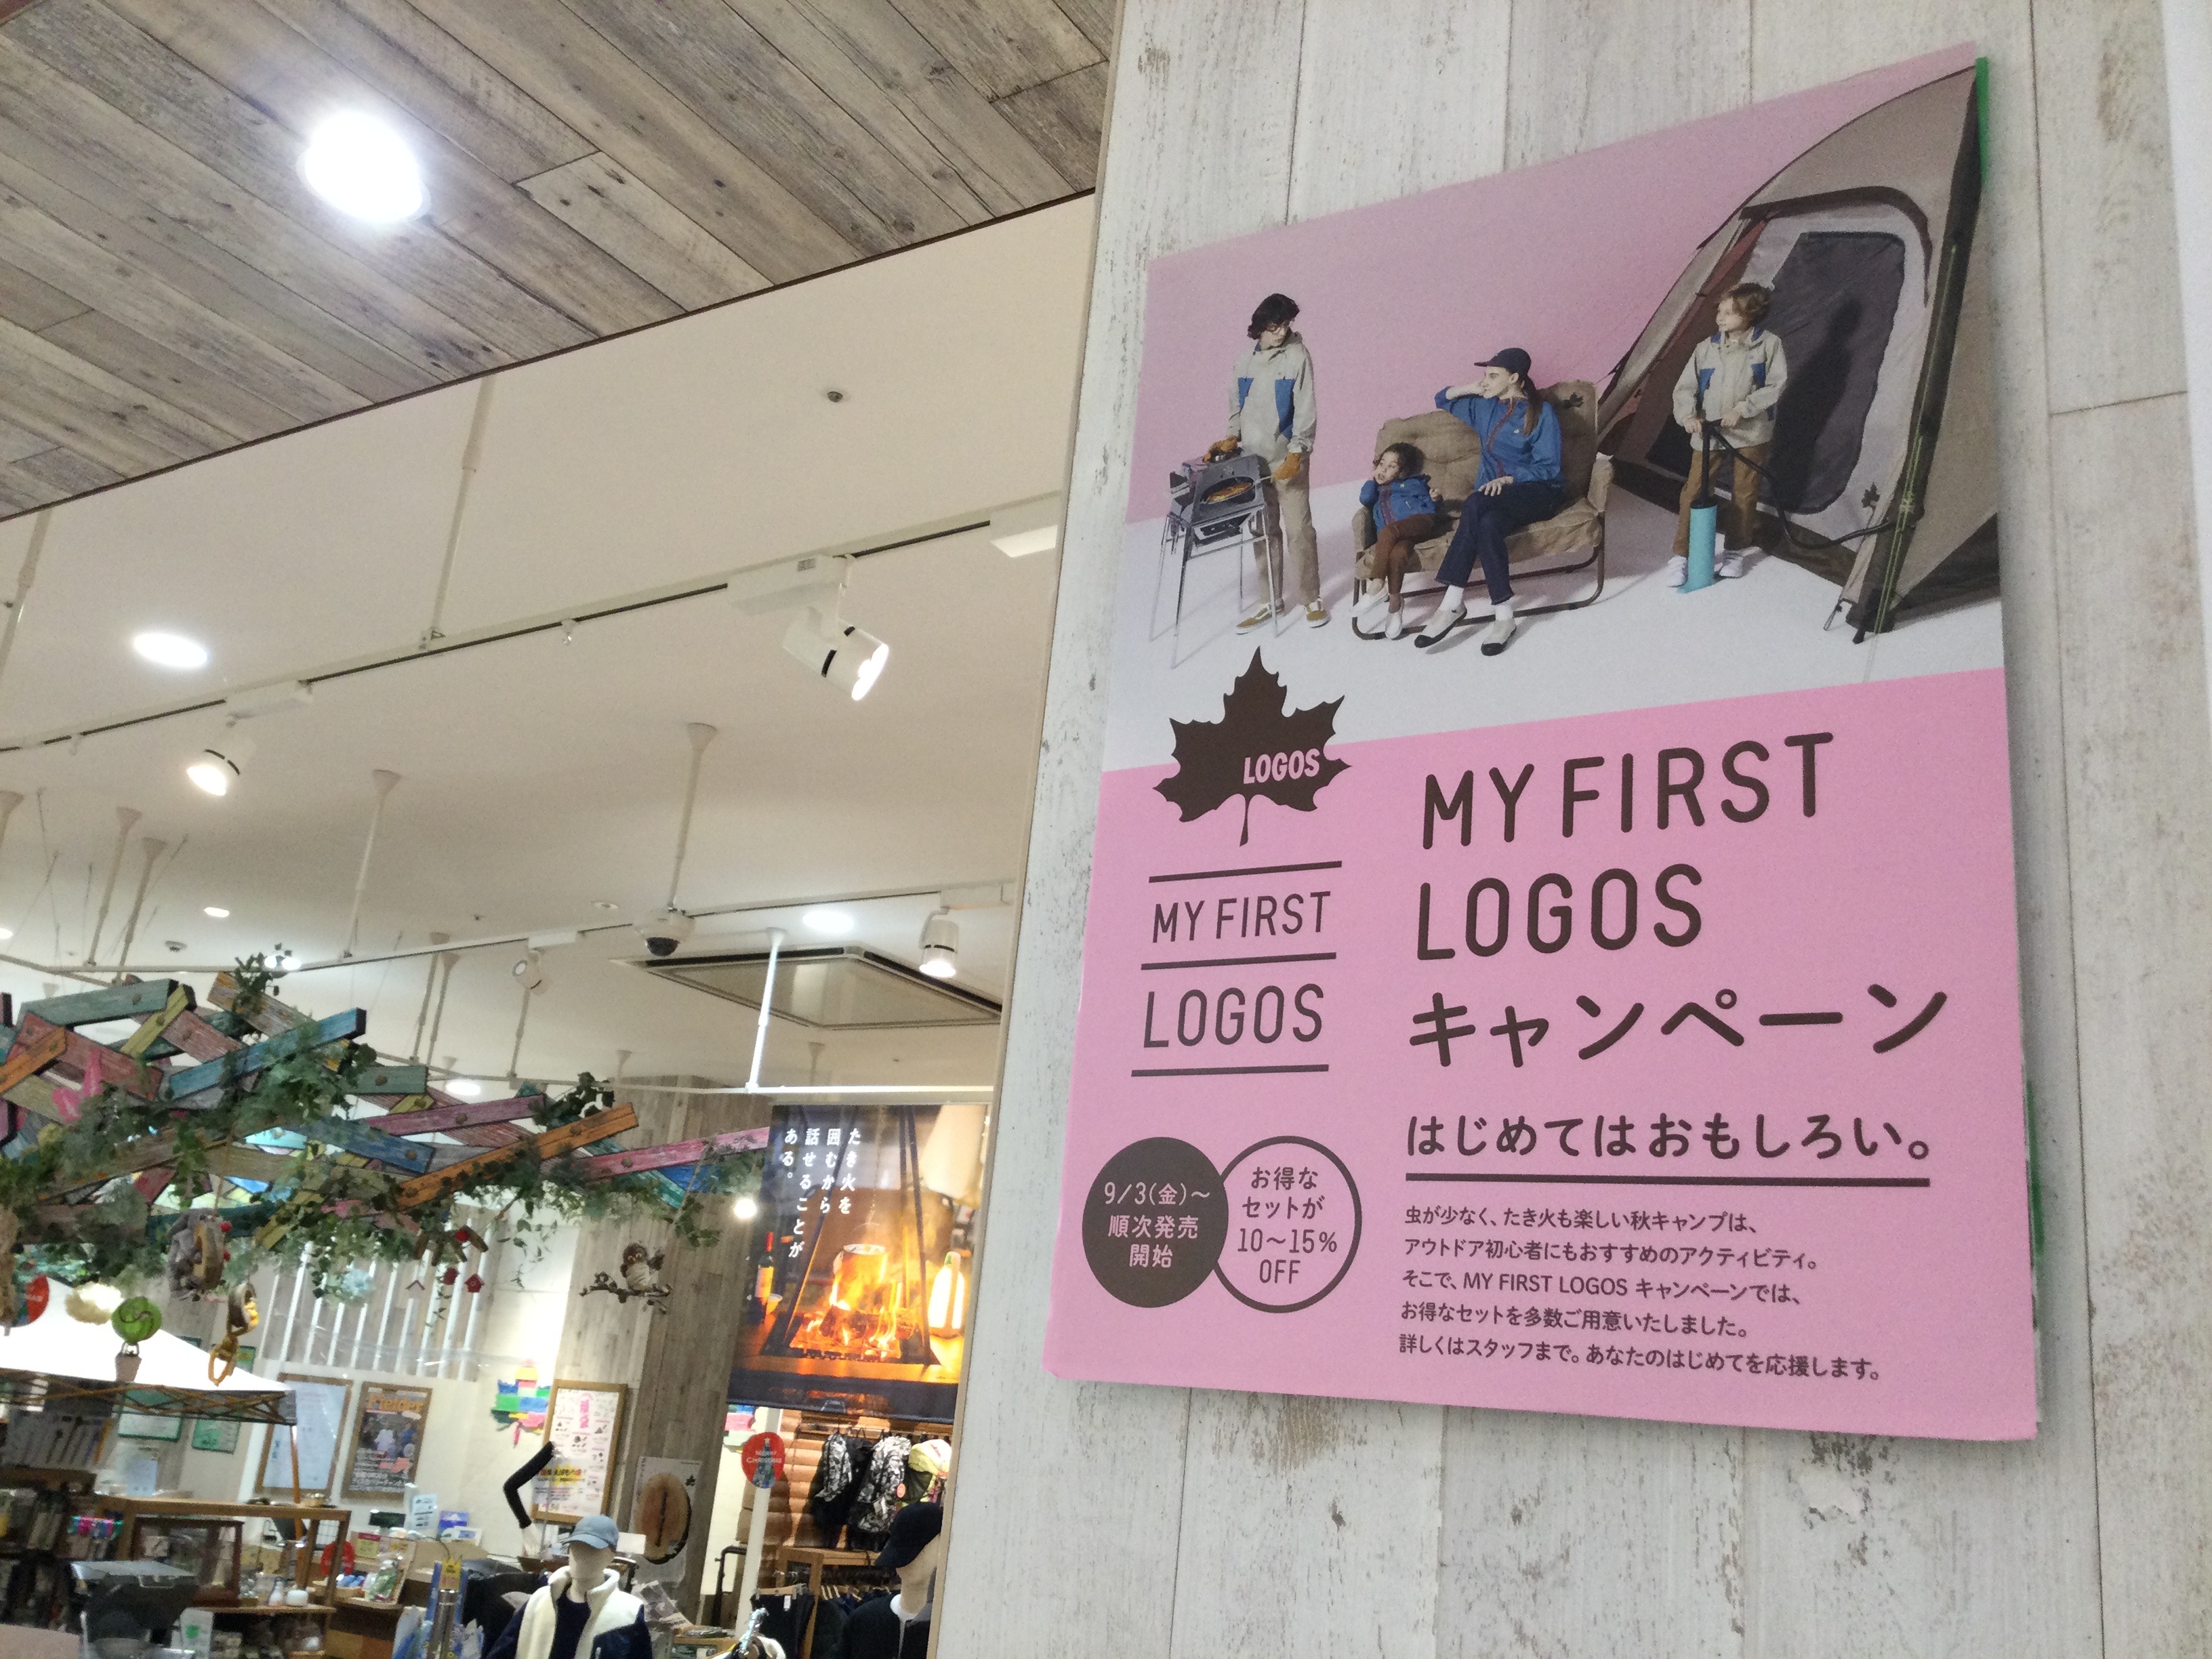 LOGOS
MY FIRST
LOGOS
MY FIRST
LOGOS
キャンペーン
はじめてはおもしろい。
9/3(金)～
順次発売
開始
お得な
セットが
10～15%
OFF
虫が少なく、たき火も楽しい秋キャンプは、
アウトドア初心者にもおすすめのアクティビティ。
そこで、MY FIRST LOGOS キャンペーンでは、
お得なセットを多数ご用意いたしました。
詳しくはスタッフまで。あなたのはじめてを応援します。
たき火を
囲むから
話せることが
ある。
Fielder
MERRY
CHRISTMAS